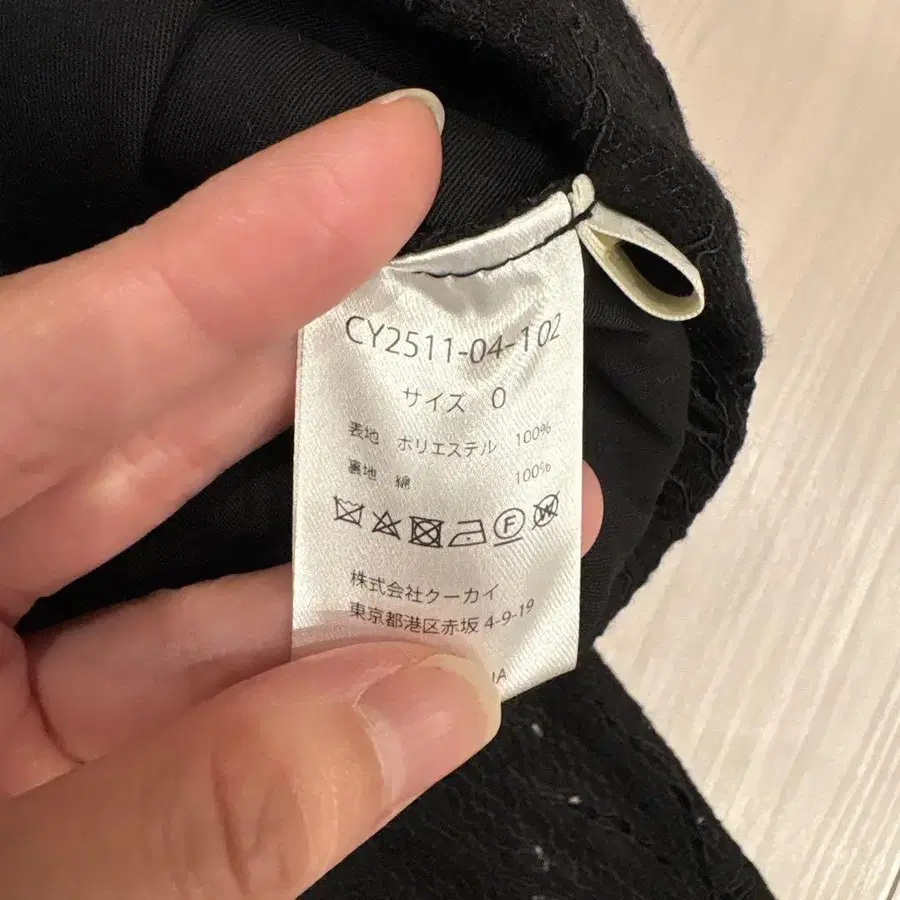 CY2511-04-102
サイズ 0
表地 ポリエステル 100%
裏地 綿 100%
F W
株式会社クーカイ
東京都港区赤坂 4-9-19